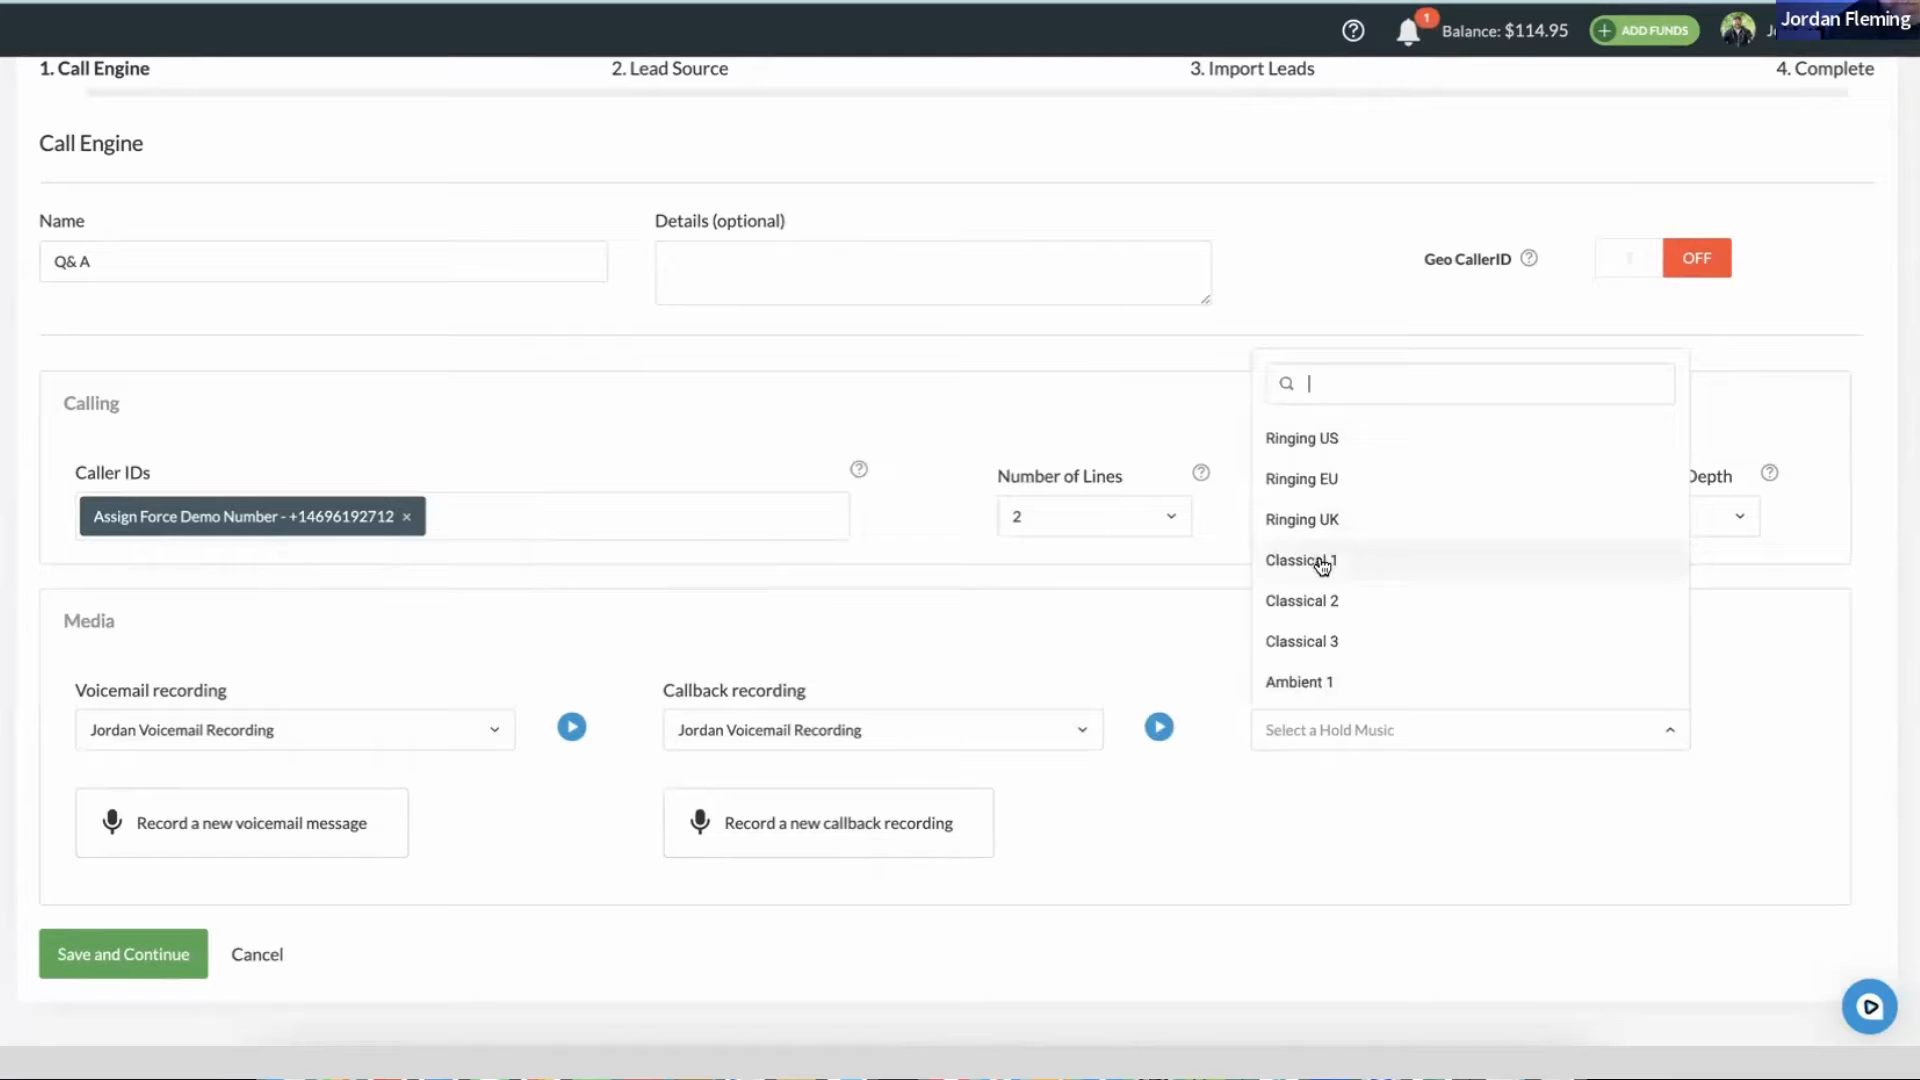 1
Balance: $114.95
ADD FUNDS
Jordan Fleming
1. Call Engine
2. Lead Source
3. Import Leads
4. Complete
Call Engine
Name
Details (optional)
Q& A
Geo CallerID
OFF
Calling
Caller IDs
Number of Lines
Depth
Assign Force Demo Number - +14696192712 ×
2
Ringing US
Ringing EU
Ringing UK
Classical 1
Classical 2
Classical 3
Ambient 1
Media
Voicemail recording
Callback recording
Jordan Voicemail Recording
Jordan Voicemail Recording
Select a Hold Music
Record a new voicemail message
Record a new callback recording
Save and Continue
Cancel